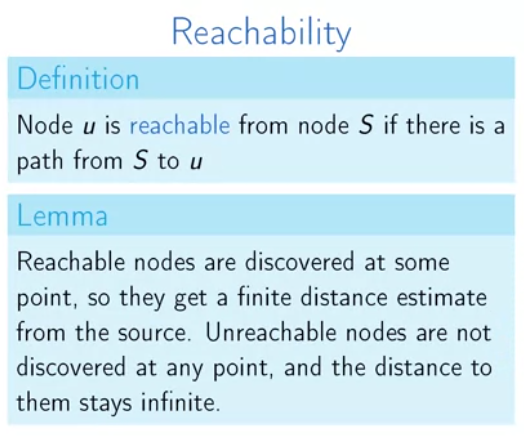 Reachability
Definition
Node u is reachable from node S if there is a
path from S to u
Lemma
Reachable nodes are discovered at some
point, so they get a finite distance estimate
from the source. Unreachable nodes are not
discovered at any point, and the distance to
them stays infinite.